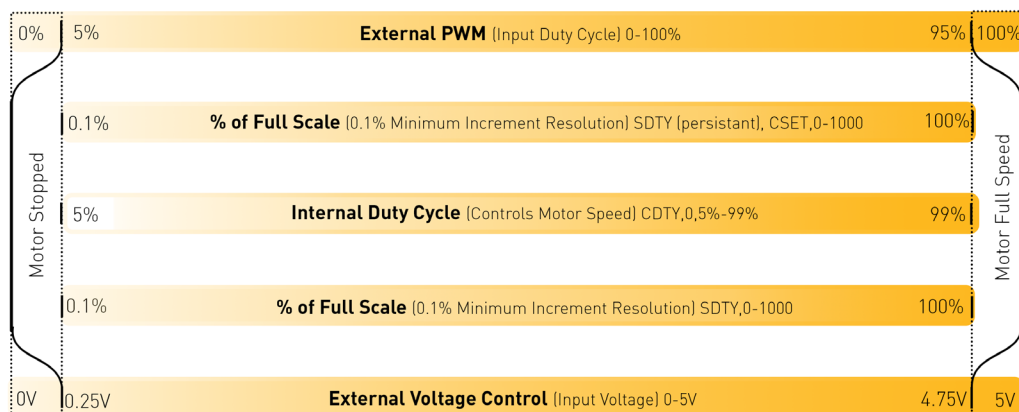 0% 5% External PWM (Input Duty Cycle) 0-100% 95% 100%
0.1% % of Full Scale (0.1% Minimum Increment Resolution) SDTY (persistant), CSET,0-1000 100%
Motor Stopped
Motor Full Speed
5% Internal Duty Cycle (Controls Motor Speed) CDTY,0,5%-99% 99%
0.1% % of Full Scale (0.1% Minimum Increment Resolution) SDTY,0-1000 100%
0V 0.25V External Voltage Control (Input Voltage) 0-5V 4.75V 5V